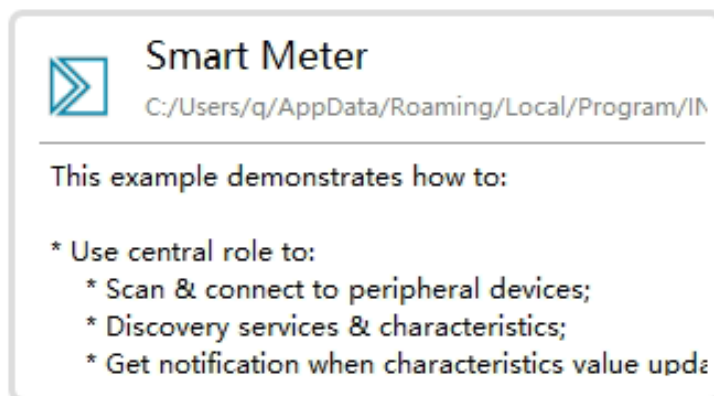 Smart Meter
C:/Users/q/AppData/Roaming/Local/Program/IN
This example demonstrates how to:
* Use central role to:
* Scan & connect to peripheral devices;
* Discovery services & characteristics;
* Get notification when characteristics value upda